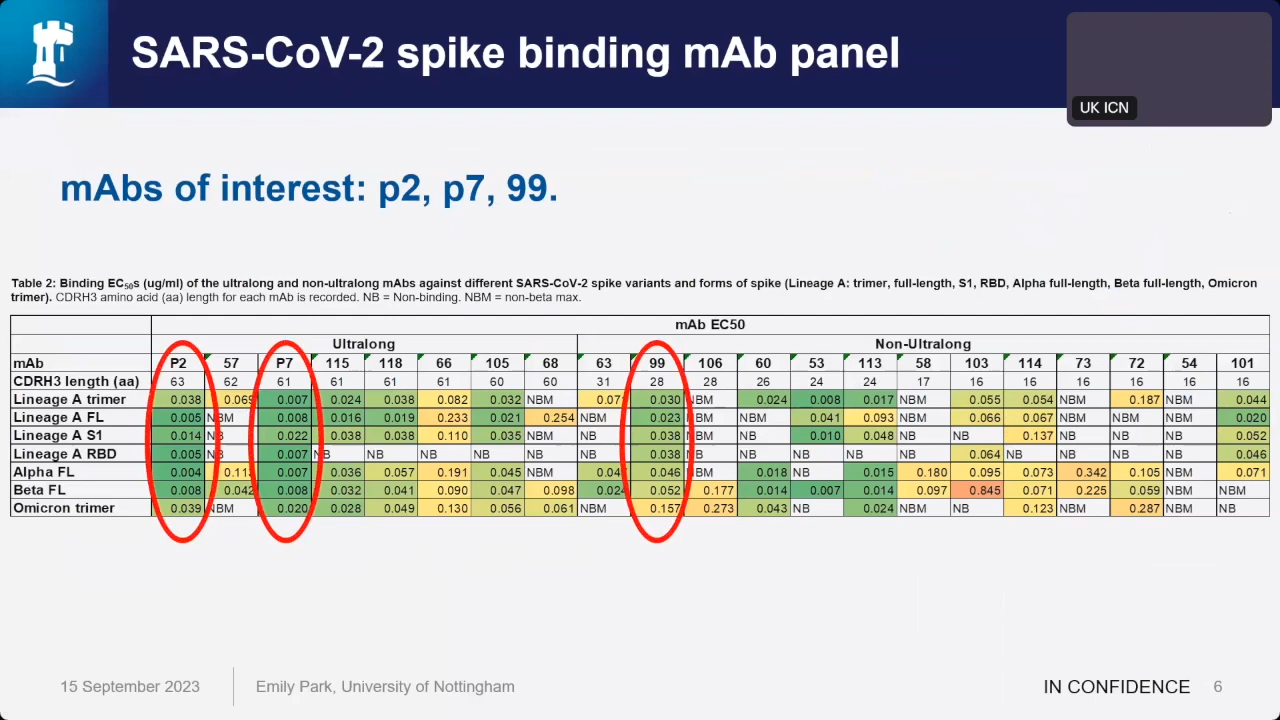 SARS-CoV-2 spike binding mAb panel
UK ICN
mAbs of interest: p2, p7, 99.
Table 2: Binding EC50s (ug/ml) of the ultralong and non-ultralong mAbs against different SARS-CoV-2 spike variants and forms of spike (Lineage A: trimer, full-length, S1, RBD, Alpha full-length, Beta full-length, Omicron
trimer). CDRH3 amino acid (aa) length for each mAb is recorded. NB = Non-binding. NBM = non-beta max.
mAb EC50
Ultralong Non-Ultralong
mAb P2 57 P7 115 118 66 105 68 63 99 106 60 53 113 58 103 114 73 72 54 101
CDRH3 length (aa) 63 62 61 61 61 61 60 60 31 28 28 26 24 24 17 16 16 16 16 16 16
Lineage A trimer 0.038 0.069 0.007 0.024 0.038 0.082 0.032 NBM 0.030 NBM 0.024 0.008 0.017 NBM 0.055 0.054 NBM 0.187 NBM 0.044
Lineage A FL 0.005 NBM 0.008 0.016 0.019 0.233 0.021 0.254 NBM 0.023 NBM NBM 0.041 0.093 NBM 0.066 0.067 NBM NBM NBM 0.020
Lineage A S1 0.014 NB 0.022 0.038 0.038 0.110 0.035 NBM NB 0.038 NBM NB 0.010 0.048 NB NB 0.137 NB NB NB 0.052
Lineage A RBD 0.005 NB 0.007 NB NB NB NB NB NB 0.038 NB NB NB NB NB 0.064 NB NB NB NB 0.046
Alpha FL 0.004 0.007 0.036 0.057 0.191 0.045 NBM 0.046 NBM 0.018 NB 0.015 0.180 0.095 0.073 0.342 0.105 NBM 0.071
Beta FL 0.008 0.042 0.008 0.032 0.041 0.090 0.047 0.098 0.024 0.052 0.177 0.014 0.007 0.014 0.097 0.845 0.071 0.225 0.059 NBM NBM
Omicron trimer 0.039 NBM 0.020 0.028 0.049 0.130 0.056 0.061 NBM 0.157 0.273 0.043 NB 0.024 NBM NB 0.123 NBM 0.287 NBM NB
15 September 2023 Emily Park, University of Nottingham IN CONFIDENCE 6